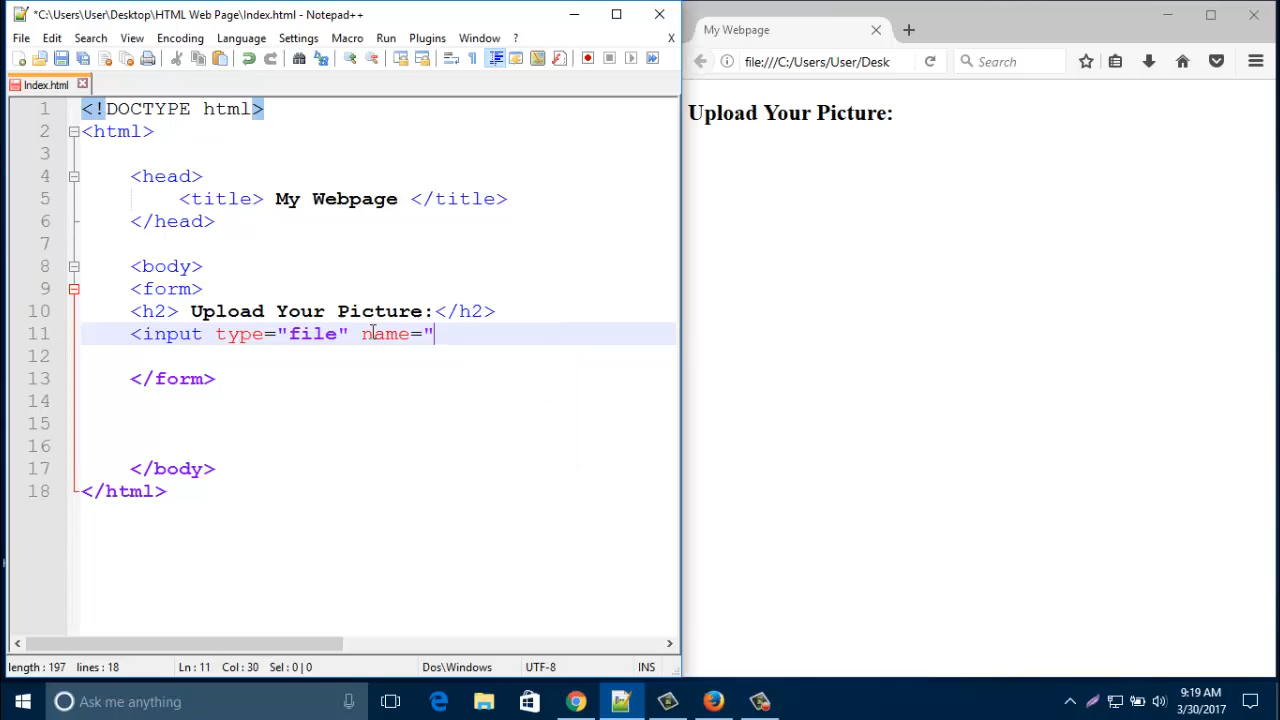 *C:\Users\User\Desktop\HTML Web Page\Index.html - Notepad++
File Edit Search View Encoding Language Settings Macro Run Plugins Window ? X
Index.html
1 <!DOCTYPE html>
2 <html>
3
4 <head>
5 <title> My Webpage </title>
6 </head>
7
8 <body>
9 <form>
10 <h2> Upload Your Picture:</h2>
11 <input type="file" name="
12
13 </form>
14
15
16
17 </body>
18 </html>
length : 197 lines : 18 Ln : 11 Col : 30 Sel : 0 | 0 Dos\Windows UTF-8 INS
My Webpage
file:///C:/Users/User/Desk
Search
Upload Your Picture:
Ask me anything
9:19 AM
3/30/2017